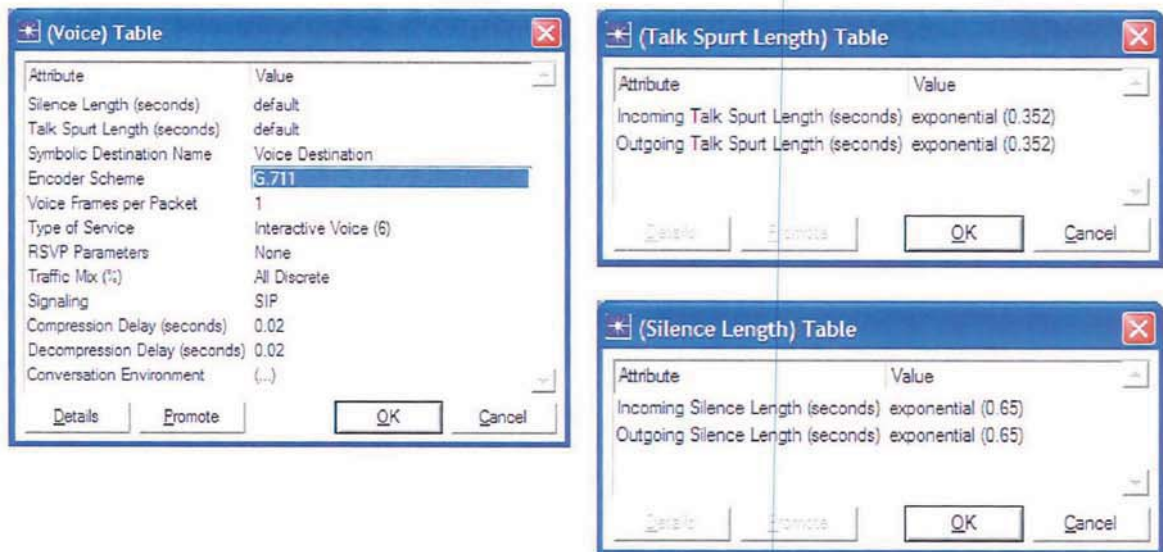 (Voice) Table
Attribute Value
Silence Length (seconds) default
Talk Spurt Length (seconds) default
Symbolic Destination Name Voice Destination
Encoder Scheme G.711
Voice Frames per Packet 1
Type of Service Interactive Voice (6)
RSVP Parameters None
Traffic Mix (%) All Discrete
Signaling SIP
Compression Delay (seconds) 0.02
Decompression Delay (seconds) 0.02
Conversation Environment (...)
Details Promote OK Cancel
(Talk Spurt Length) Table
Attribute Value
Incoming Talk Spurt Length (seconds) exponential (0.352)
Outgoing Talk Spurt Length (seconds) exponential (0.352)
Details Promote OK Cancel
(Silence Length) Table
Attribute Value
Incoming Silence Length (seconds) exponential (0.65)
Outgoing Silence Length (seconds) exponential (0.65)
Details Promote OK Cancel